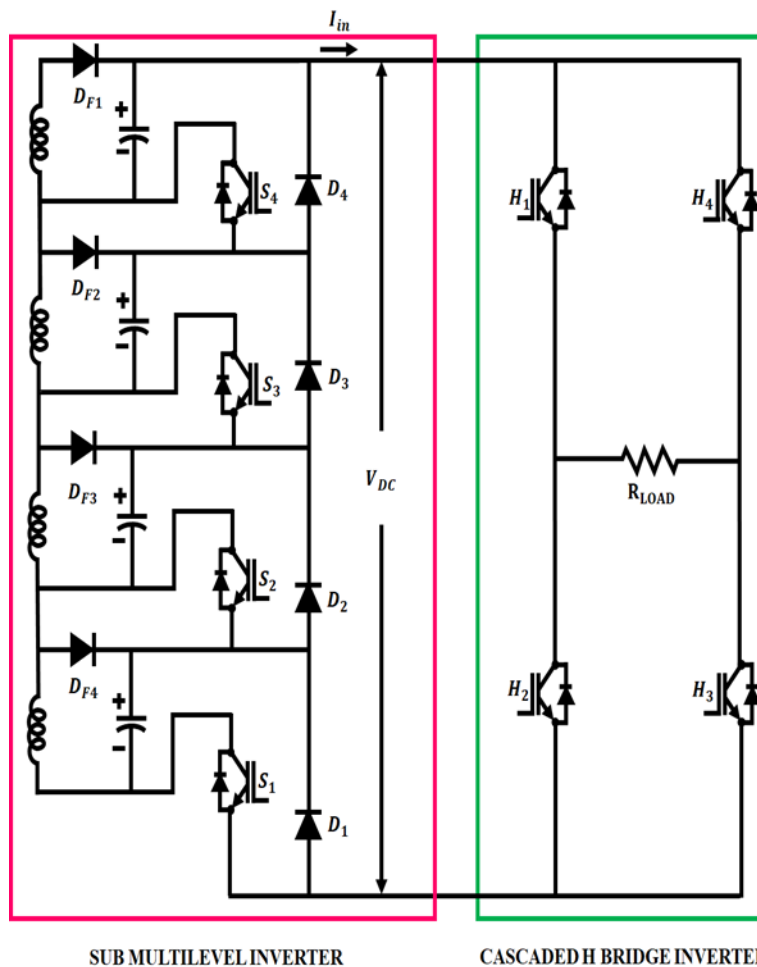 I_in
D_F1
+
-
S_4
D_4
H_1
H_4
D_F2
+
-
S_3
D_3
D_F3
+
-
V_DC
R_LOAD
S_2
D_2
D_F4
+
-
H_2
H_3
S_1
D_1
SUB MULTILEVEL INVERTER
CASCADED H BRIDGE INVERTE